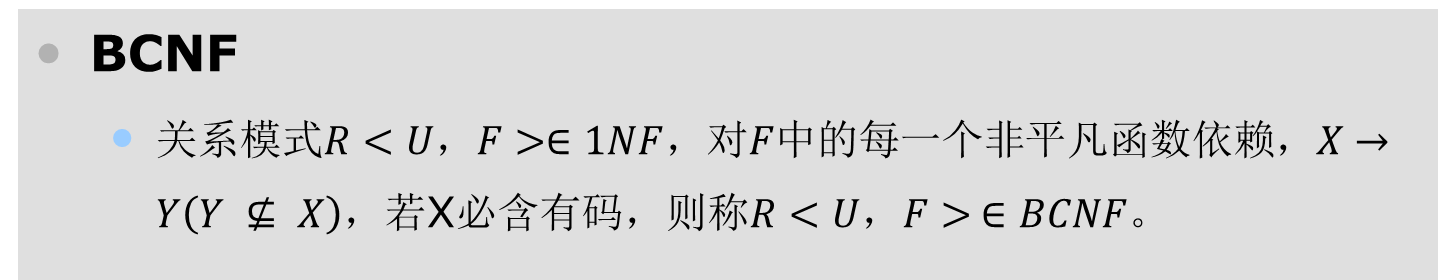 BCNF
关系模式R < U，F >∈ 1NF，对F中的每一个非平凡函数依赖，X →
Y(Y ⊈ X)，若X必含有码，则称R < U，F > ∈ BCNF。